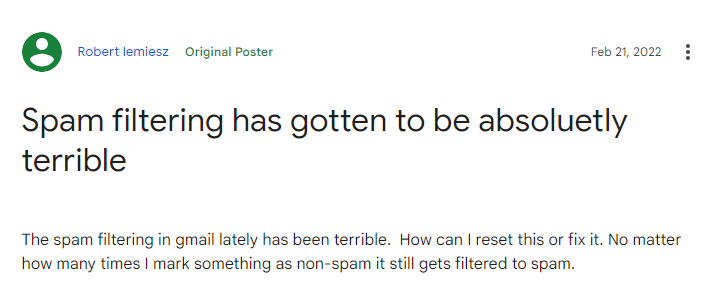 Robert Iemiesz Original Poster Feb 21, 2022
Spam filtering has gotten to be absoluetly
terrible
The spam filtering in gmail lately has been terrible.  How can I reset this or fix it. No matter
how many times I mark something as non-spam it still gets filtered to spam.